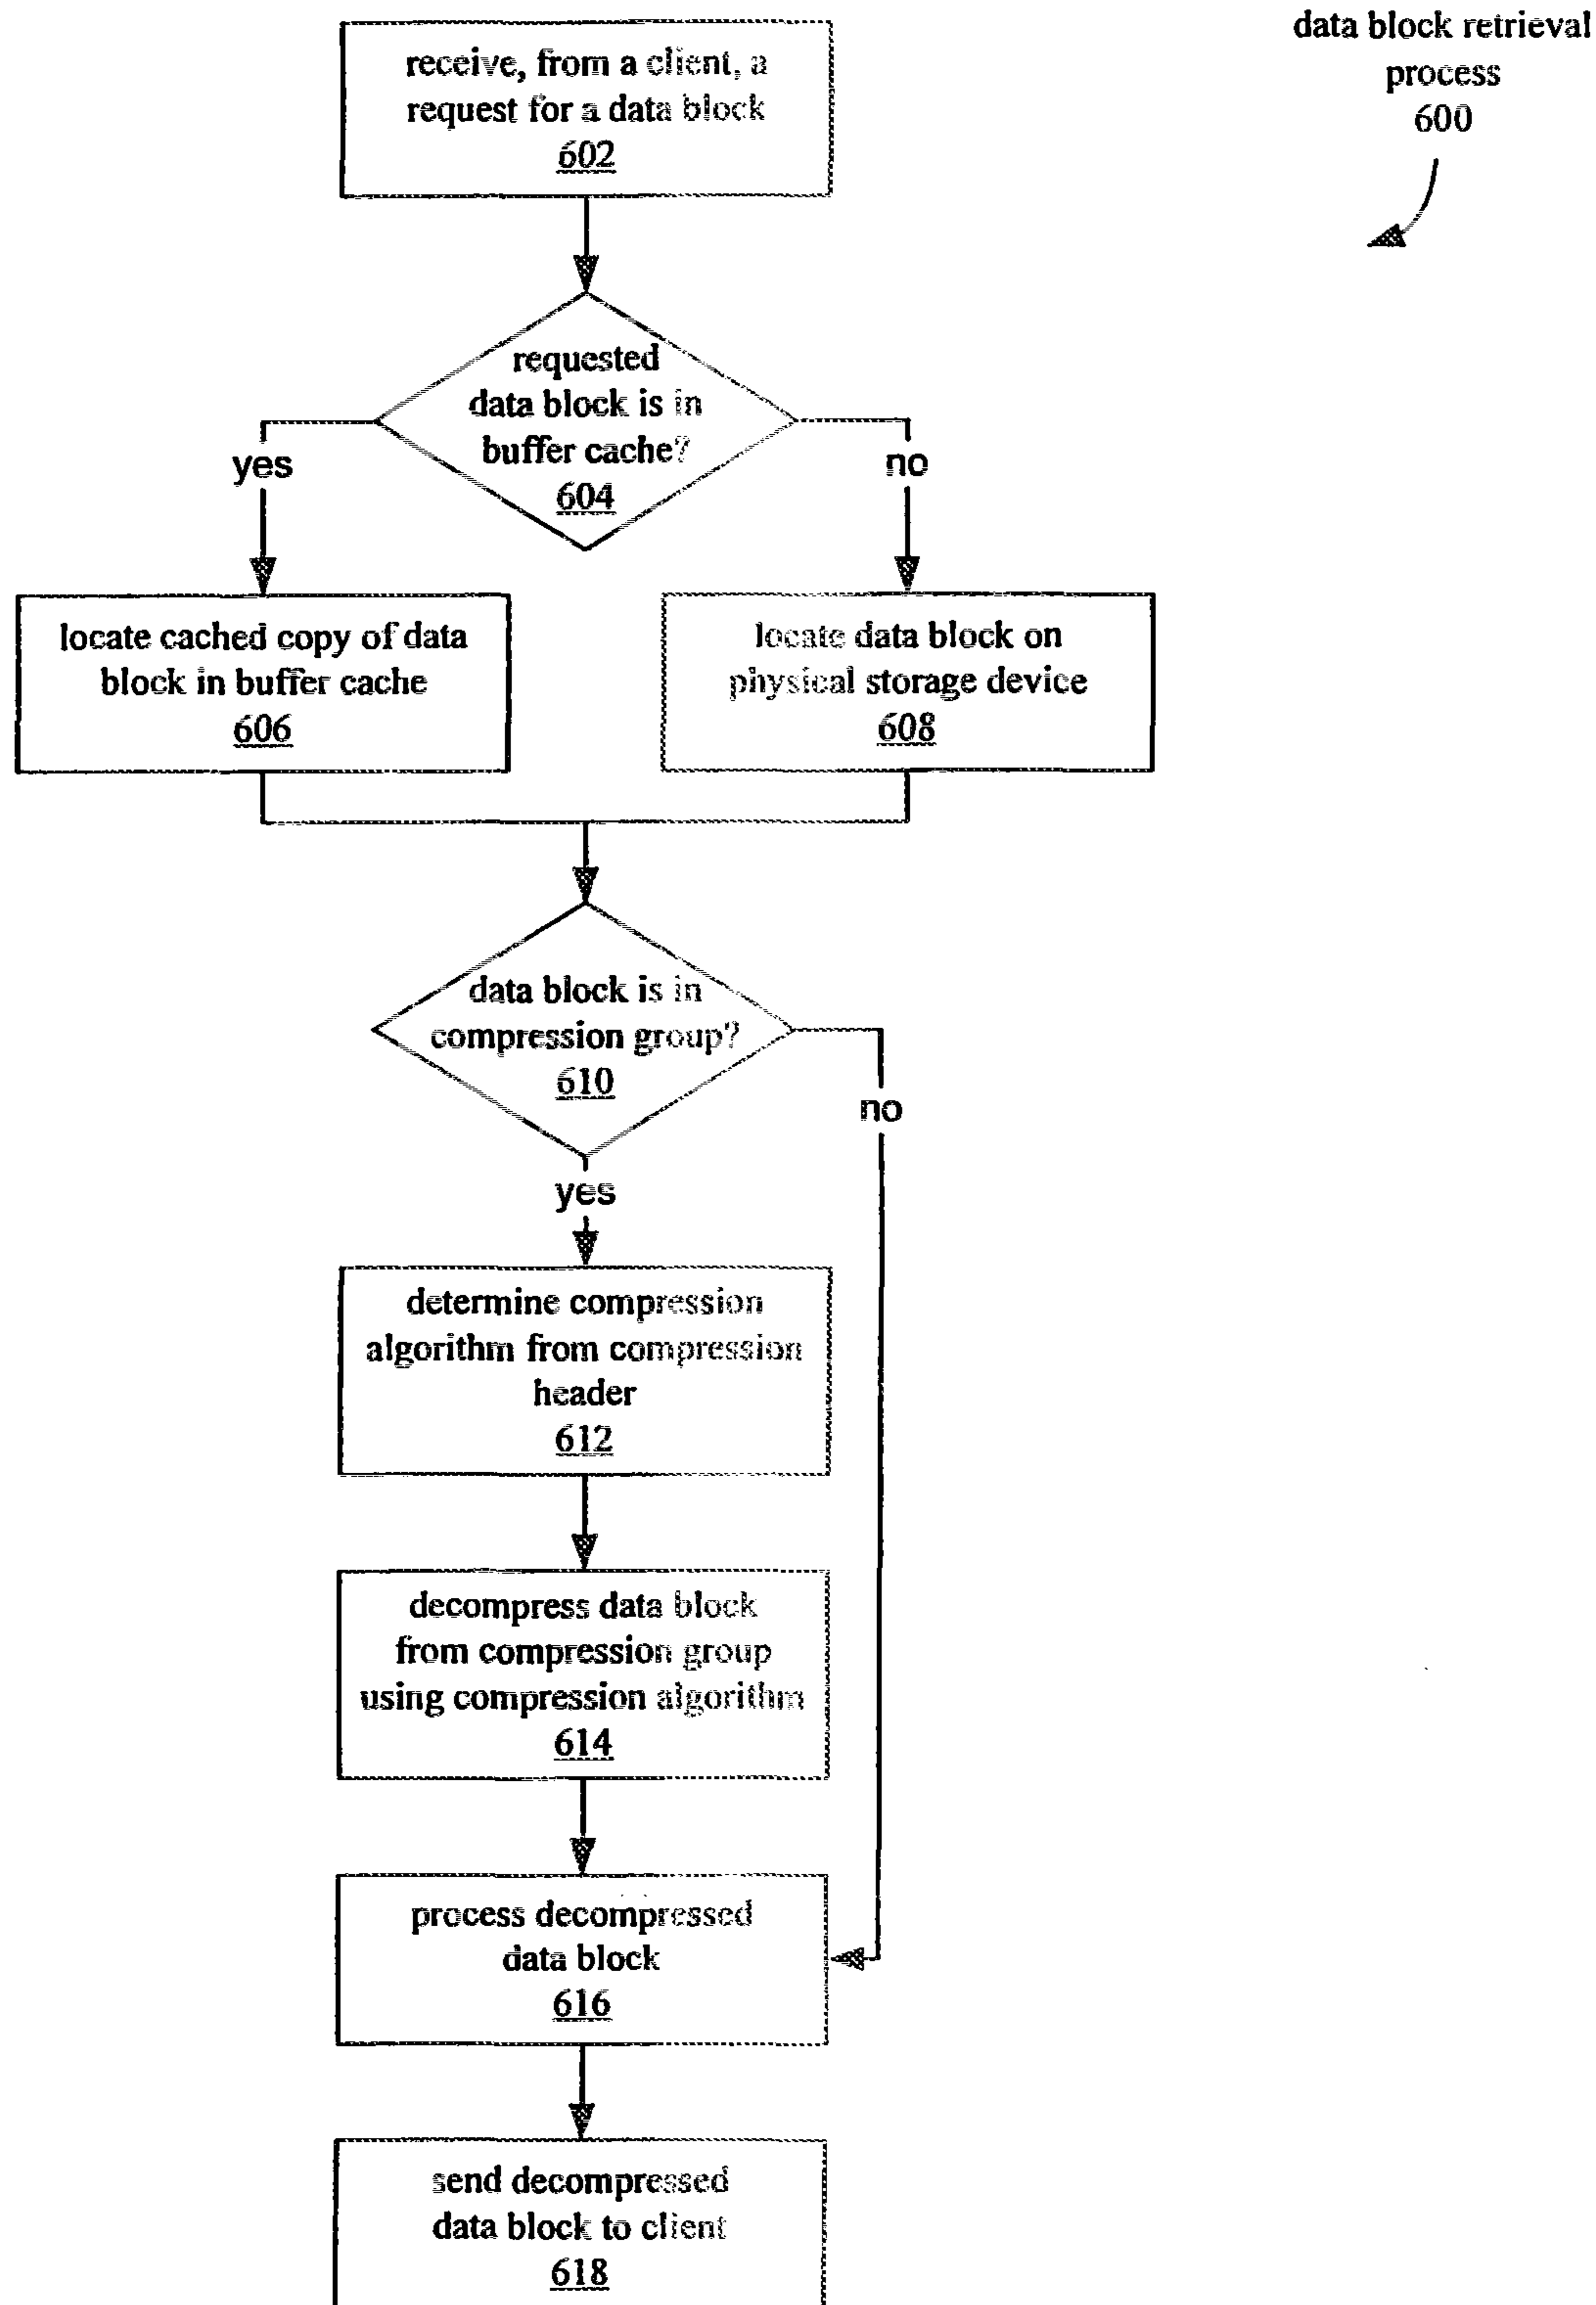 data block retrieval
process
600
receive, from a client, a
request for a data block
602
requested
data block is in
buffer cache?
604
yes
no
locate cached copy of data
block in buffer cache
606
locate data block on
physical storage device
608
data block is in
compression group?
610
no
yes
determine compression
algorithm from compression
header
612
decompress data block
from compression group
using compression algorithm
614
process decompressed
data block
616
send decompressed
data block to client
618